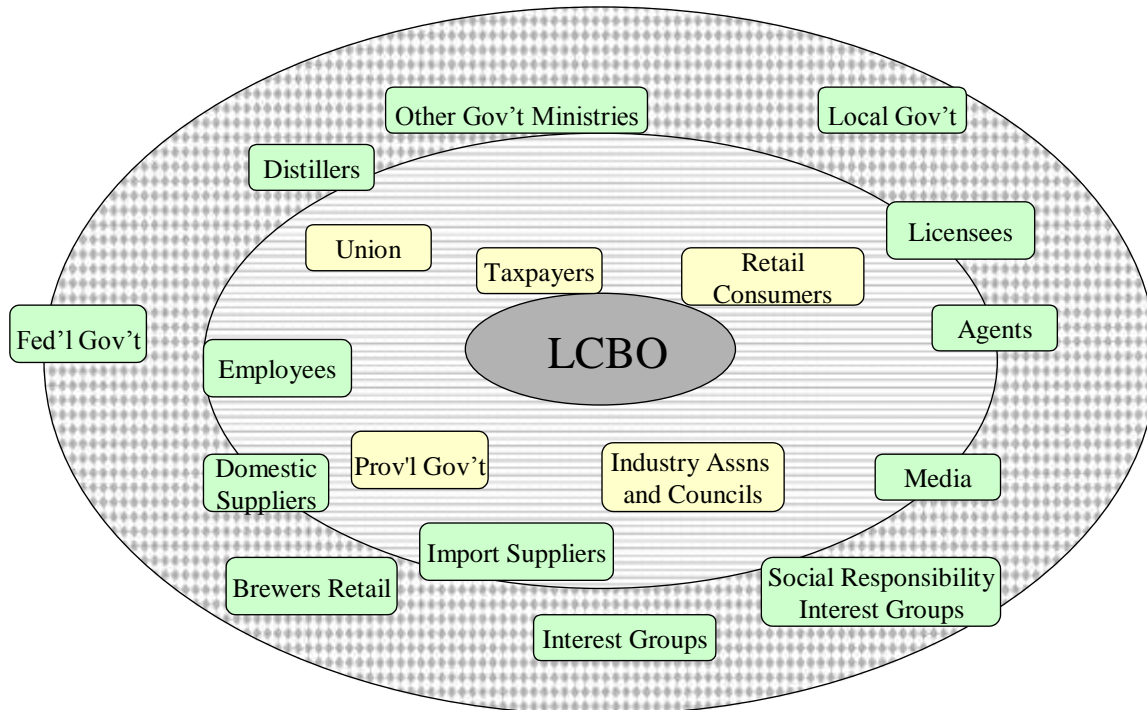 Other Gov’t Ministries
Local Gov’t
Distillers
Licensees
Union
Taxpayers
Retail
Consumers
Fed’l Gov’t
Agents
Employees
LCBO
Prov'l Gov’t
Industry Assns
and Councils
Domestic
Suppliers
Media
Import Suppliers
Brewers Retail
Social Responsibility
Interest Groups
Interest Groups